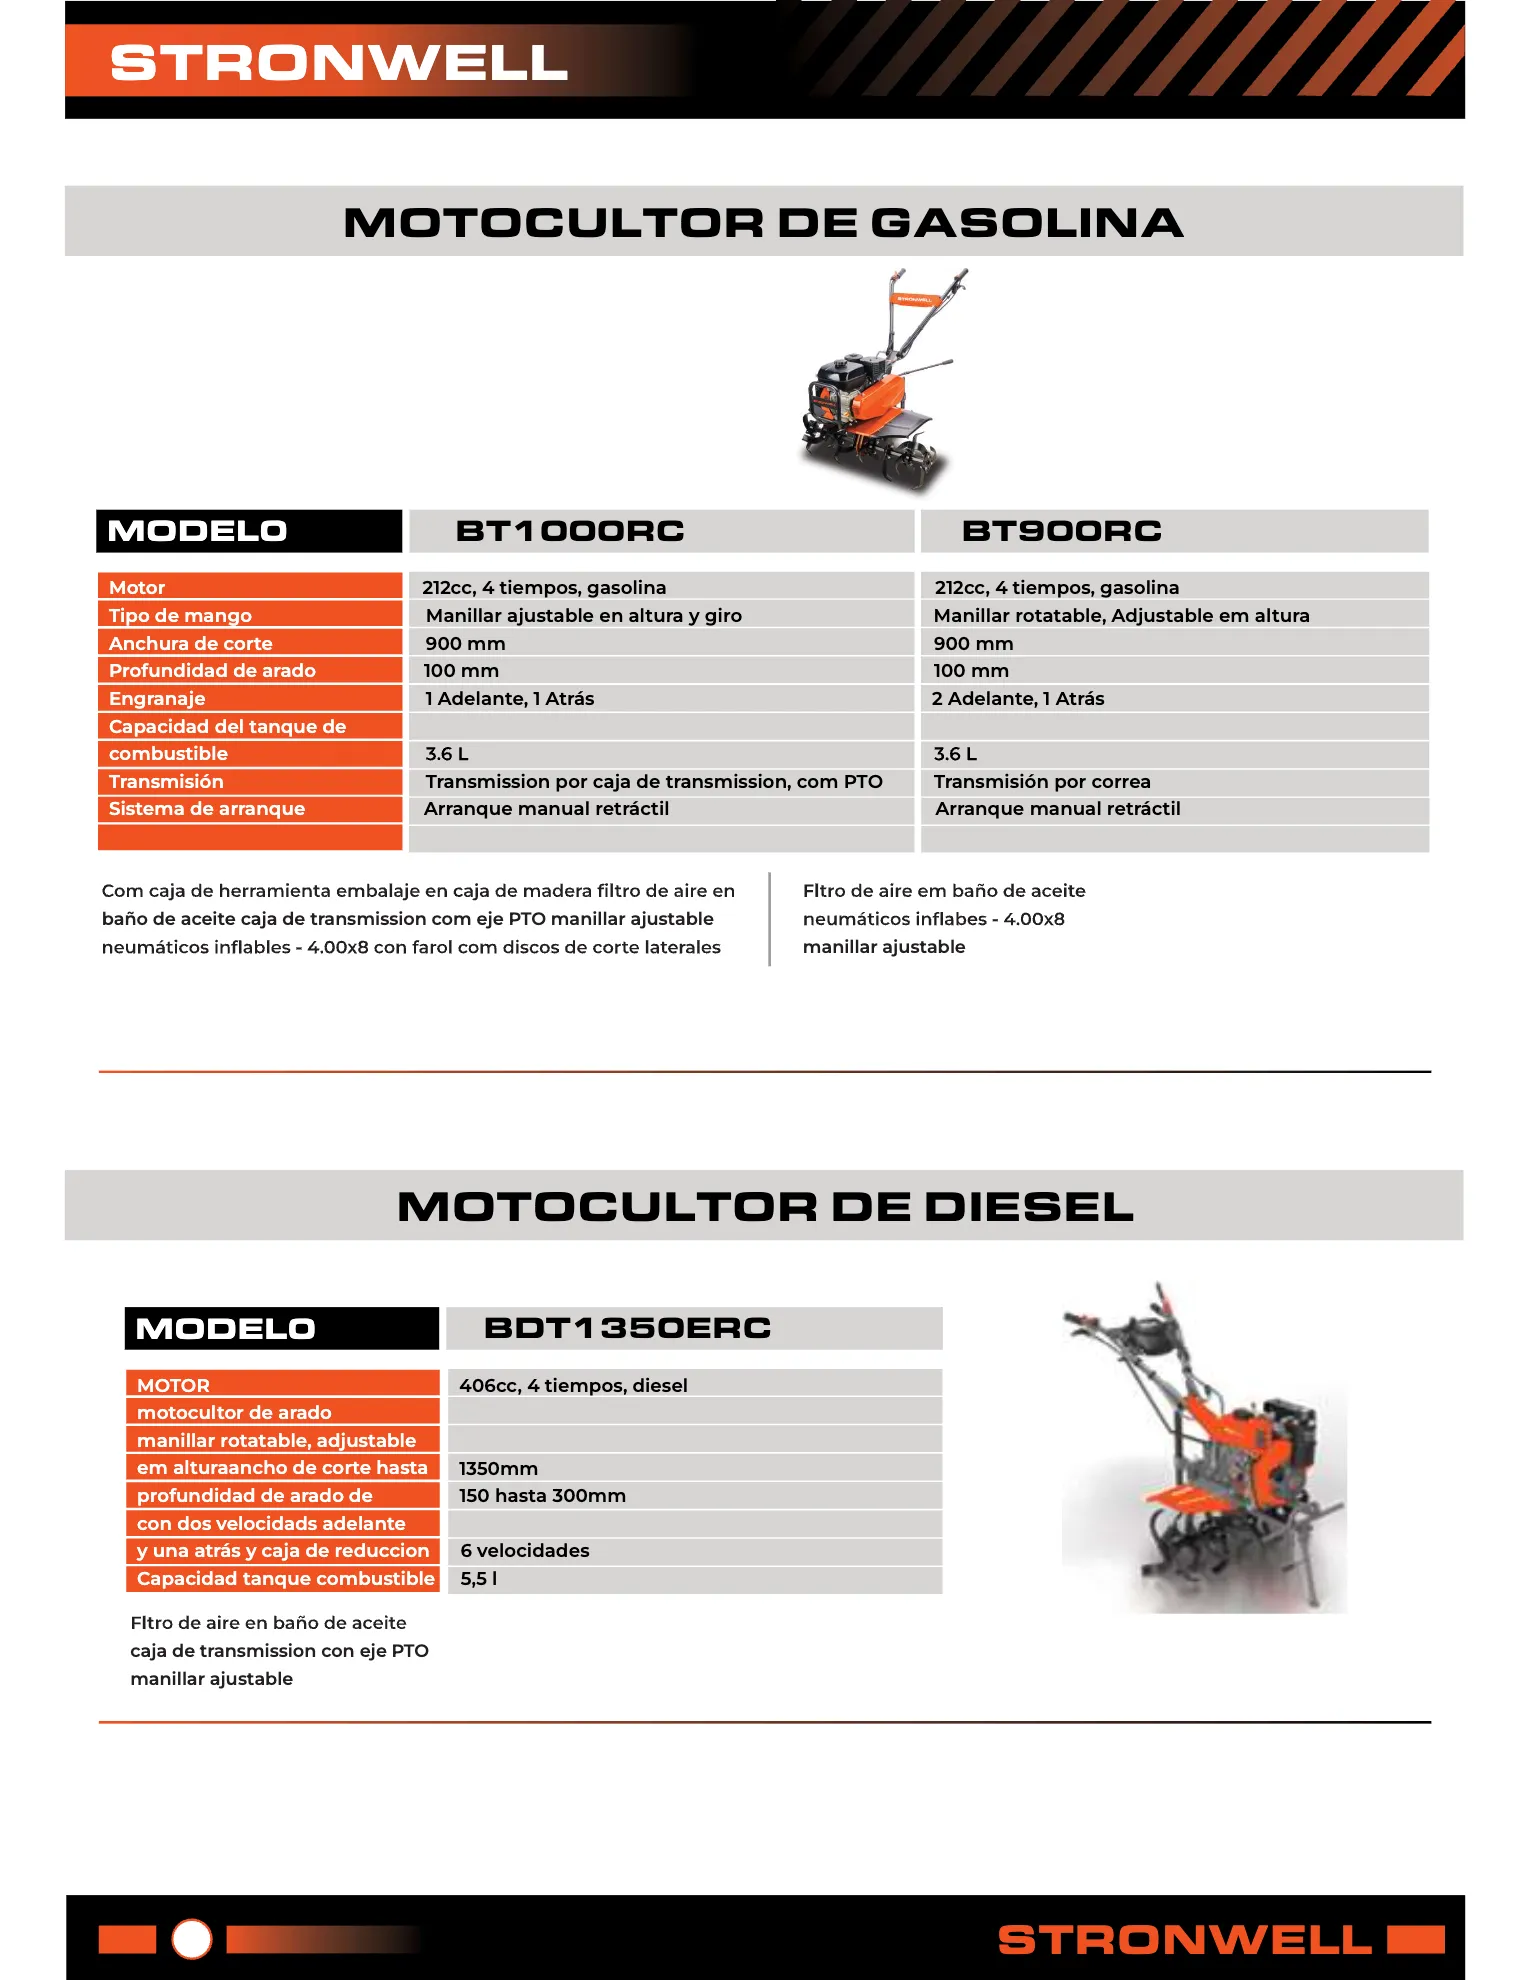 STRONWELL
MOTOCULTOR DE GASOLINA
STRONWELL
MODELO BT1000RC BT900RC
Motor 212cc, 4 tiempos, gasolina 212cc, 4 tiempos, gasolina
Tipo de mango Manillar ajustable en altura y giro Manillar rotatable, Adjustable em altura
Anchura de corte 900 mm 900 mm
Profundidad de arado 100 mm 100 mm
Engranaje 1 Adelante, 1 Atrás 2 Adelante, 1 Atrás
Capacidad del tanque de
combustible 3.6 L 3.6 L
Transmisión Transmission por caja de transmission, com PTO Transmisión por correa
Sistema de arranque Arranque manual retráctil Arranque manual retráctil
Com caja de herramienta embalaje en caja de madera filtro de aire en
baño de aceite caja de transmission com eje PTO manillar ajustable
neumáticos inflables - 4.00x8 con farol com discos de corte laterales
Fltro de aire em baño de aceite
neumáticos inflabes - 4.00x8
manillar ajustable
MOTOCULTOR DE DIESEL
MODELO BDT1350ERC
MOTOR 406cc, 4 tiempos, diesel
motocultor de arado
manillar rotatable, adjustable
em alturaancho de corte hasta 1350mm
profundidad de arado de 150 hasta 300mm
con dos velocidads adelante
y una atrás y caja de reduccion 6 velocidades
Capacidad tanque combustible 5,5 l
Fltro de aire en baño de aceite
caja de transmission con eje PTO
manillar ajustable
STRONWELL